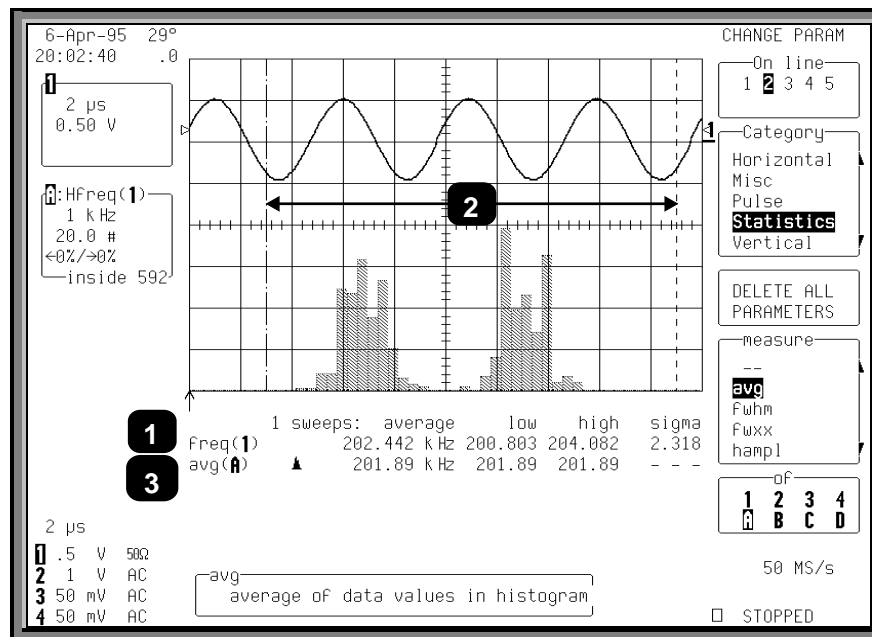 6-Apr-95 29°
20:02:40 .0
1
2 µs
0.50 V
A:Hfreq(1)
1 kHz
20.0 #
←0%/→0%
inside 592
1
2
1 sweeps: average low high sigma
1 freq(1) 202.442 kHz 200.803 204.082 2.318
3 avg(A) 201.89 kHz 201.89 201.89 - - -
2 µs
1 .5 V 50Ω
2 1 V AC
3 50 mV AC
4 50 mV AC
avg
average of data values in histogram
CHANGE PARAM
On line
1 2 3 4 5
Category
Horizontal
Misc
Pulse
Statistics
Vertical
DELETE ALL
PARAMETERS
measure
--
avg
fwhm
fwxx
hampl
of
1 2 3 4
A B C D
50 MS/s
□ STOPPED